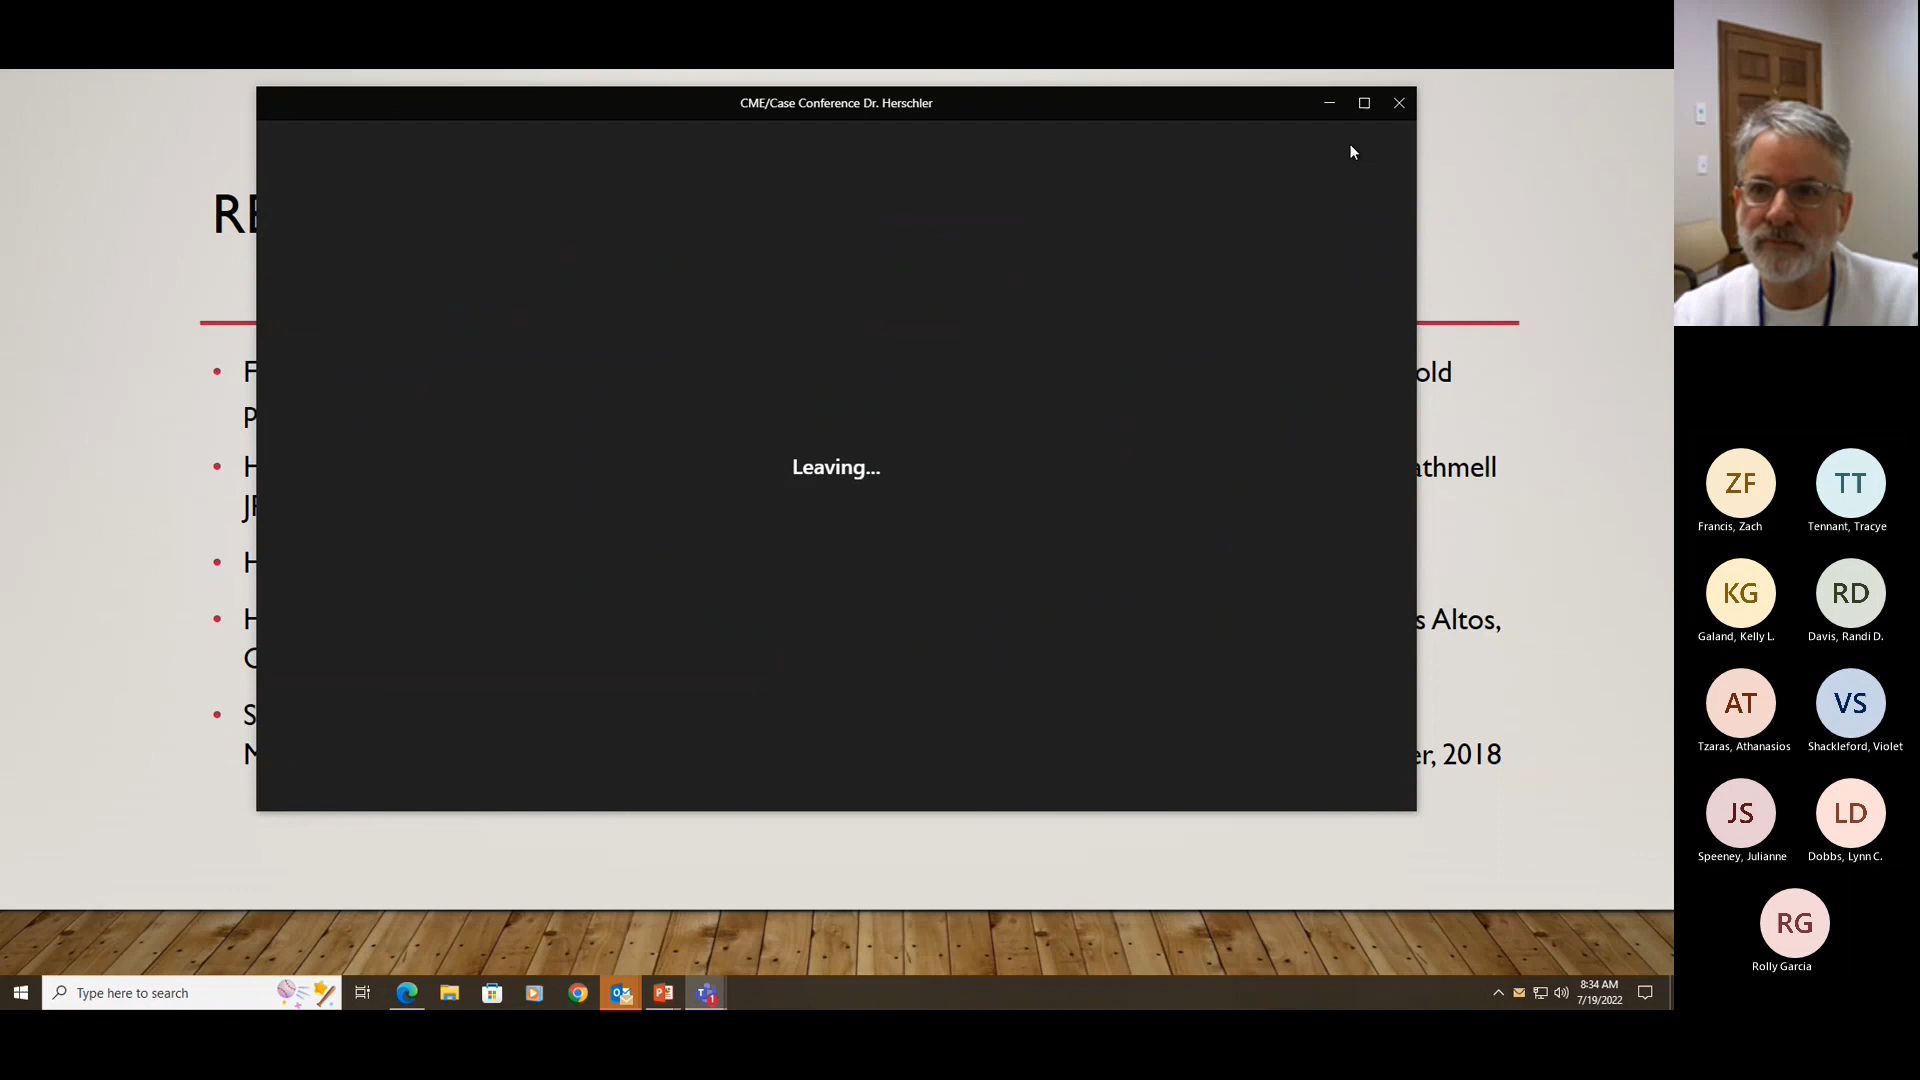 CME/Case Conference Dr. Herschler
RE
Leaving...
F
old
p
H
athmell
JF
H
H
s Altos,
C
S
M
er, 2018
ZF
TT
Francis, Zach
Tennant, Tracye
KG
RD
Galand, Kelly L.
Davis, Randi D.
AT
VS
Tzaras, Athanasios
Shackleford, Violet
JS
LD
Speeney, Julianne
Dobbs, Lynn C.
RG
Rolly Garcia
Type here to search
8:34 AM
7/19/2022